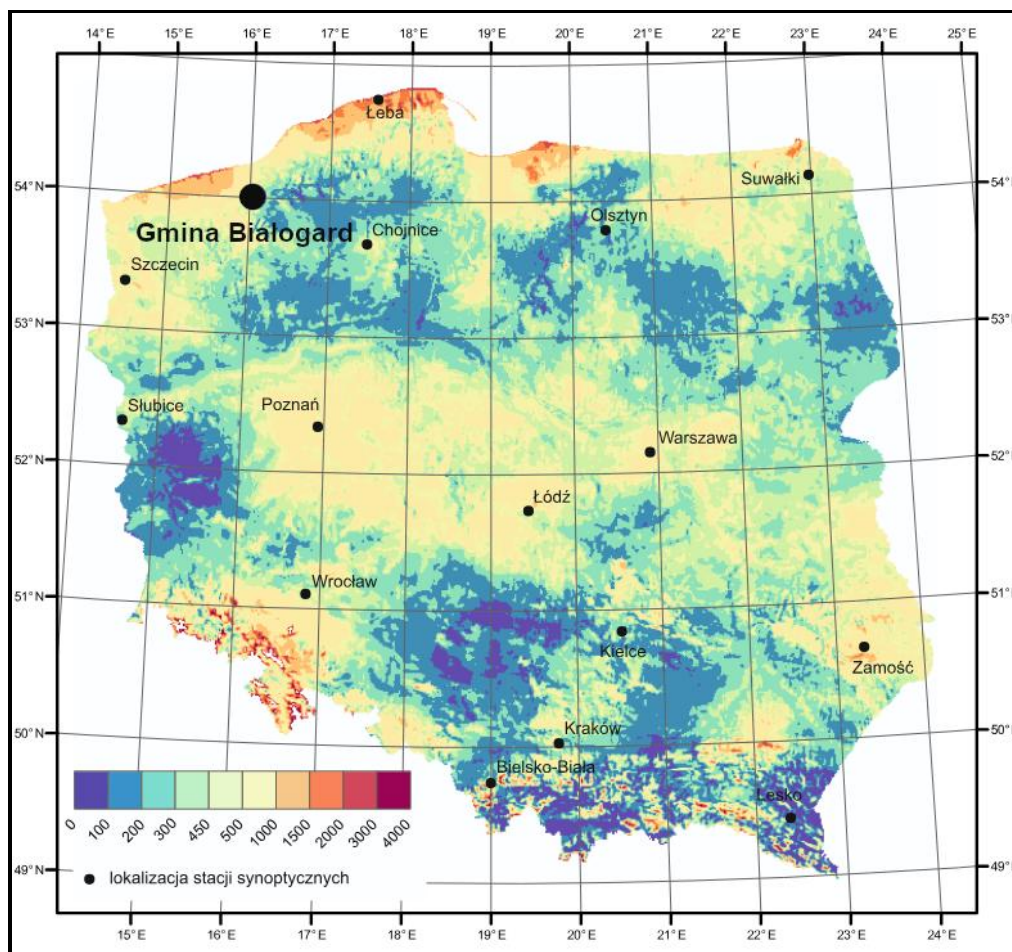 14°E 15°E 16°E 17°E 18°E 19°E 20°E 21°E 22°E 23°E 24°E 25°E
Łeba
54°N
Suwałki
54°N
Olsztyn
Gmina Białogard
Chojnice
Szczecin
53°N
53°N
Słubice
Poznań
Warszawa
52°N
52°N
Łódź
Wrocław
51°N
51°N
Kielce
Zamość
50°N
Kraków
50°N
Bielsko-Biała
Lesko
0 100 200 300 450 500 1000 1500 2000 3000 4000
49°N
lokalizacja stacji synoptycznych
49°N
15°E 16°E 17°E 18°E 19°E 20°E 21°E 22°E 23°E 24°E